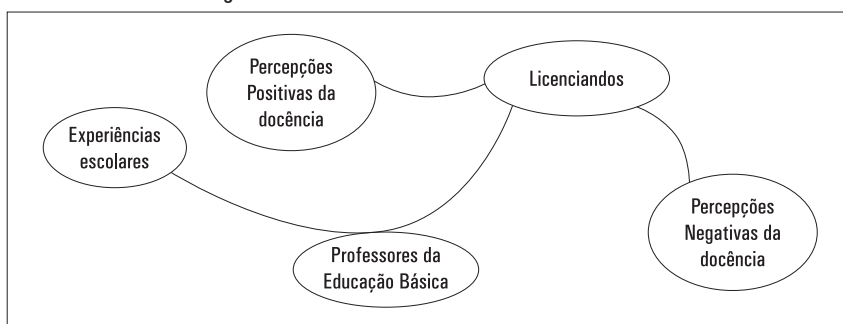 Percepções
Positivas da
docência
Licenciandos
Experiências
escolares
Professores da
Educação Básica
Percepções
Negativas da
docência